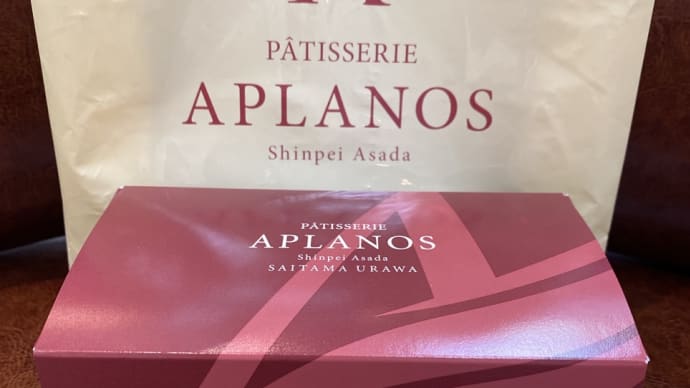 PÂTISSERIE
APLANOS
Shinpei Asada
PÂTISSERIE
APLANOS
Shinpei Asada
SAITAMA URAWA